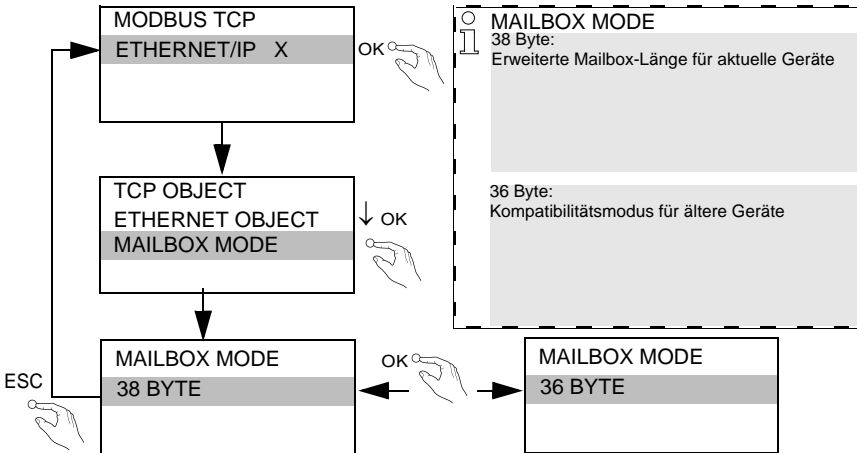 MODBUS TCP
ETHERNET/IP X
OK
MAILBOX MODE
38 Byte:
Erweiterte Mailbox-Länge für aktuelle Geräte
36 Byte:
Kompatibilitätsmodus für ältere Geräte
TCP OBJECT
ETHERNET OBJECT
MAILBOX MODE
↓ OK
MAILBOX MODE
38 BYTE
ESC
OK
MAILBOX MODE
36 BYTE